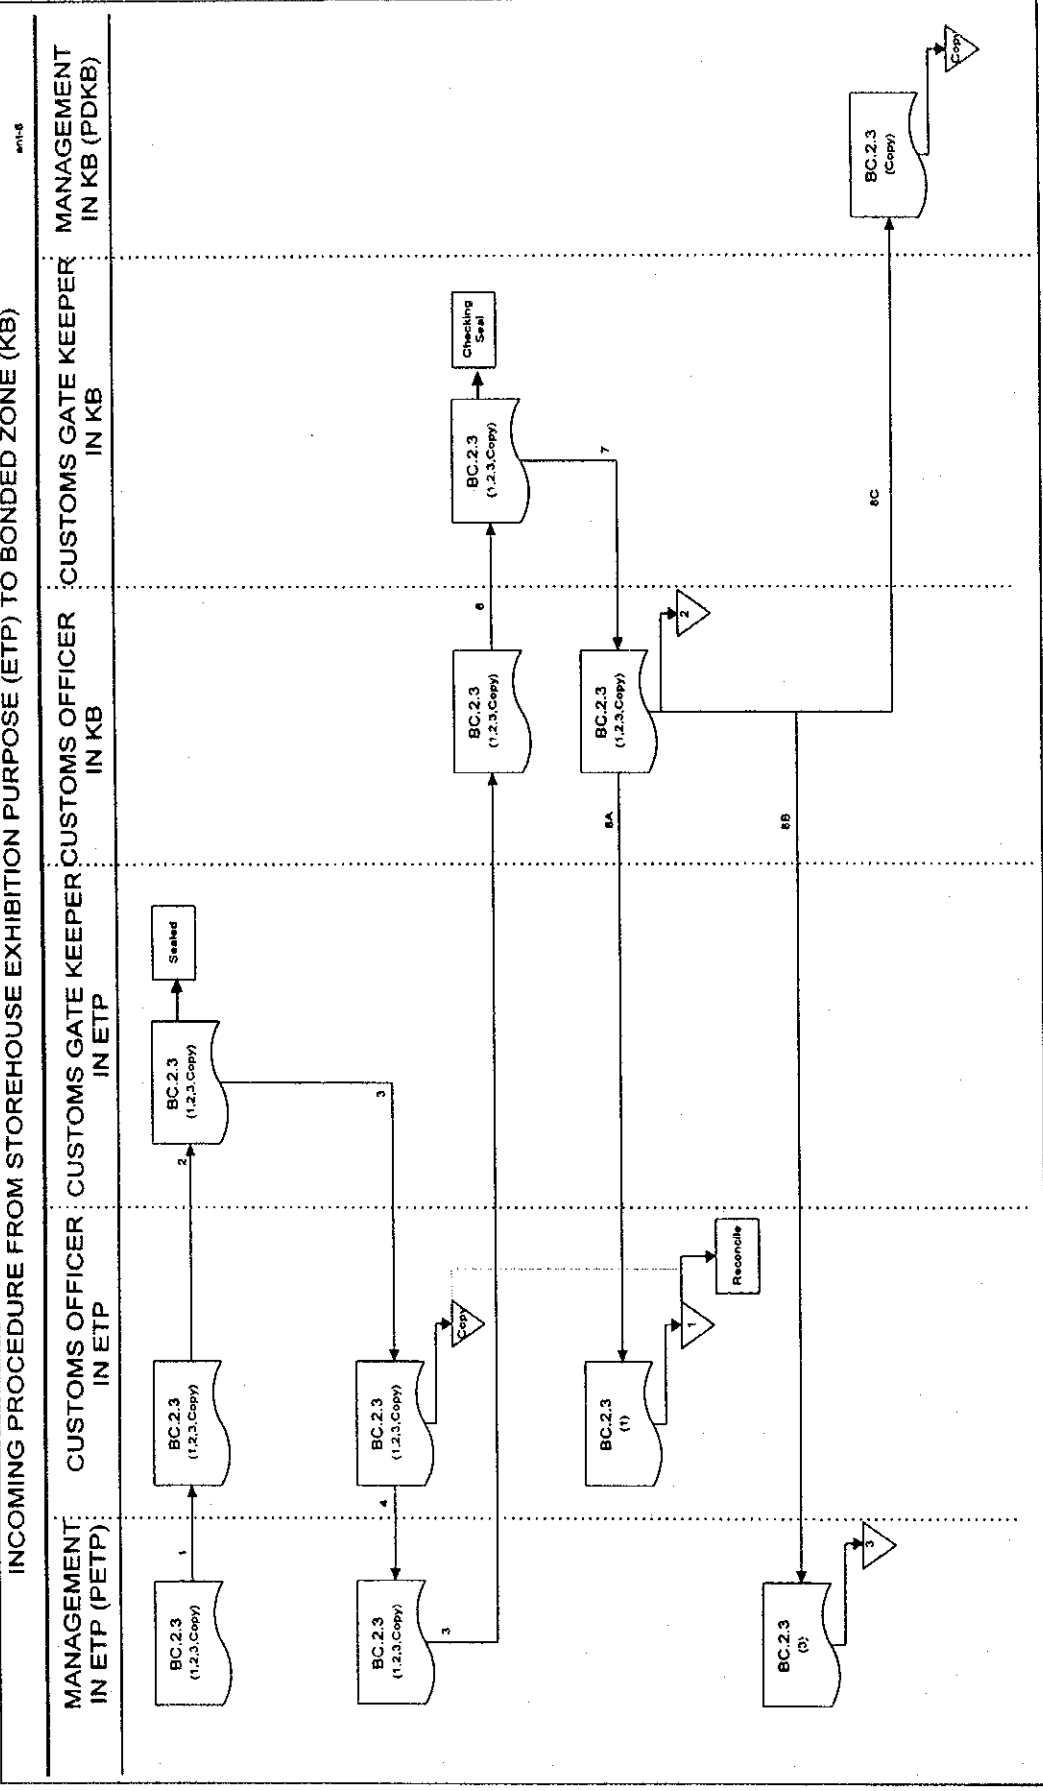 INCOMING PROCEDURE FROM STOREHOUSE EXHIBITION PURPOSE (ETP) TO BONDED ZONE (KB)
ant-6
MANAGEMENT
IN ETP (PETP)
CUSTOMS OFFICER
IN ETP
CUSTOMS GATE KEEPER
IN ETP
CUSTOMS OFFICER
IN KB
CUSTOMS GATE KEEPER
IN KB
MANAGEMENT
IN KB (PDKB)
BC.2.3
(1,2,3,Copy)
1
BC.2.3
(1,2,3,Copy)
2
BC.2.3
(1,2,3,Copy)
Sealed
3
BC.2.3
(1,2,3,Copy)
Copy
4
BC.2.3
(1,2,3,Copy)
3
BC.2.3
(1,2,3,Copy)
6
BC.2.3
(1,2,3,Copy)
Checking
Seal
7
BC.2.3
(1,2,3,Copy)
2
8A
BC.2.3
(1)
1
Reconcile
8B
BC.2.3
(3)
3
8C
BC.2.3
(Copy)
Copy